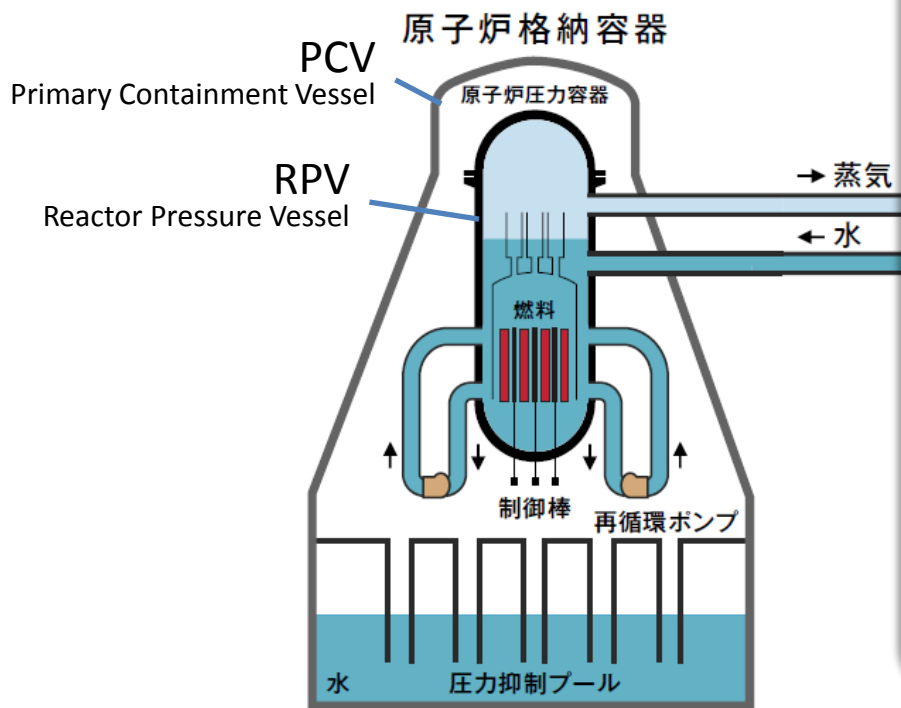 原子炉格納容器
PCV
Primary Containment Vessel
原子炉圧力容器
RPV
Reactor Pressure Vessel
→ 蒸気
← 水
燃料
制御棒
再循環ポンプ
水
圧力抑制プール